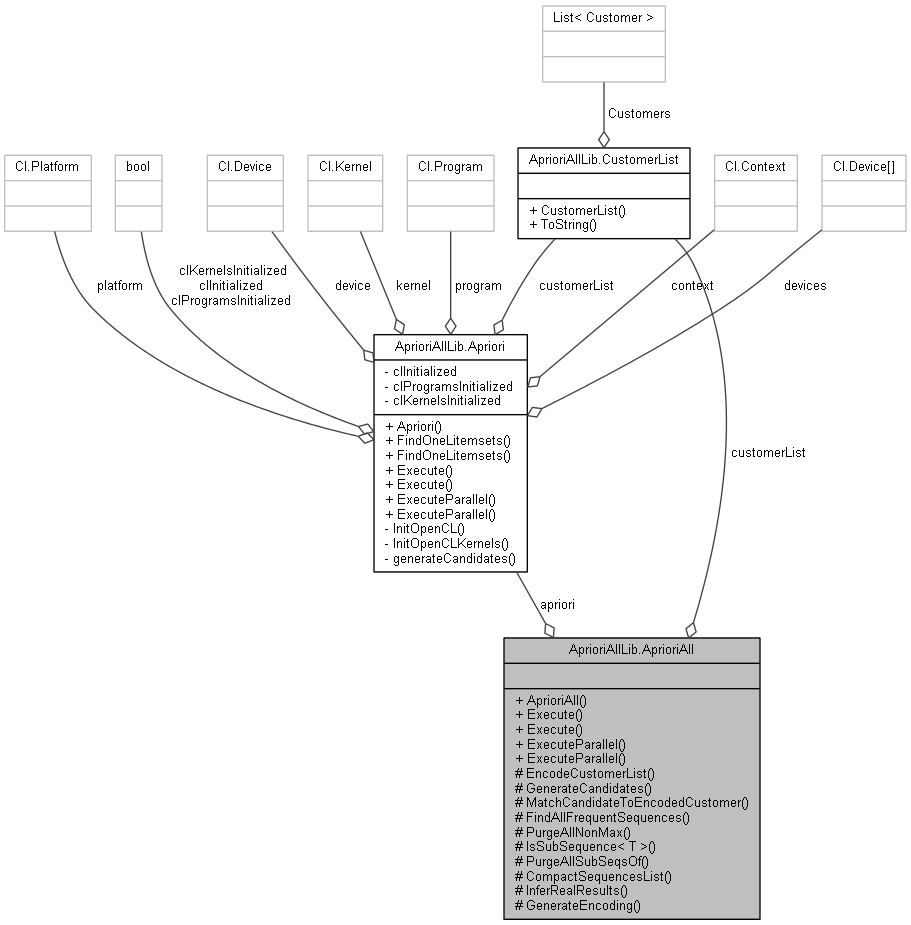 List< Customer >
Customers
Cl.Platform
bool
Cl.Device
Cl.Kernel
Cl.Program
AprioriAllLib.CustomerList
+ CustomerList()
+ ToString()
Cl.Context
Cl.Device[]
platform
clKernelsInitialized
clInitialized
clProgramsInitialized
device
kernel
program
customerList
context
devices
AprioriAllLib.Apriori
- clInitialized
- clProgramsInitialized
- clKernelsInitialized
+ Apriori()
+ FindOneLitemsets()
+ FindOneLitemsets()
+ Execute()
+ Execute()
+ ExecuteParallel()
+ ExecuteParallel()
- InitOpenCL()
- InitOpenCLKernels()
- generateCandidates()
customerList
apriori
AprioriAllLib.AprioriAll
+ AprioriAll()
+ Execute()
+ Execute()
+ ExecuteParallel()
+ ExecuteParallel()
# EncodeCustomerList()
# GenerateCandidates()
# MatchCandidateToEncodedCustomer()
# FindAllFrequentSequences()
# PurgeAllNonMax()
# IsSubSequence< T >()
# PurgeAllSubSeqsOf()
# CompactSequencesList()
# InferRealResults()
# GenerateEncoding()